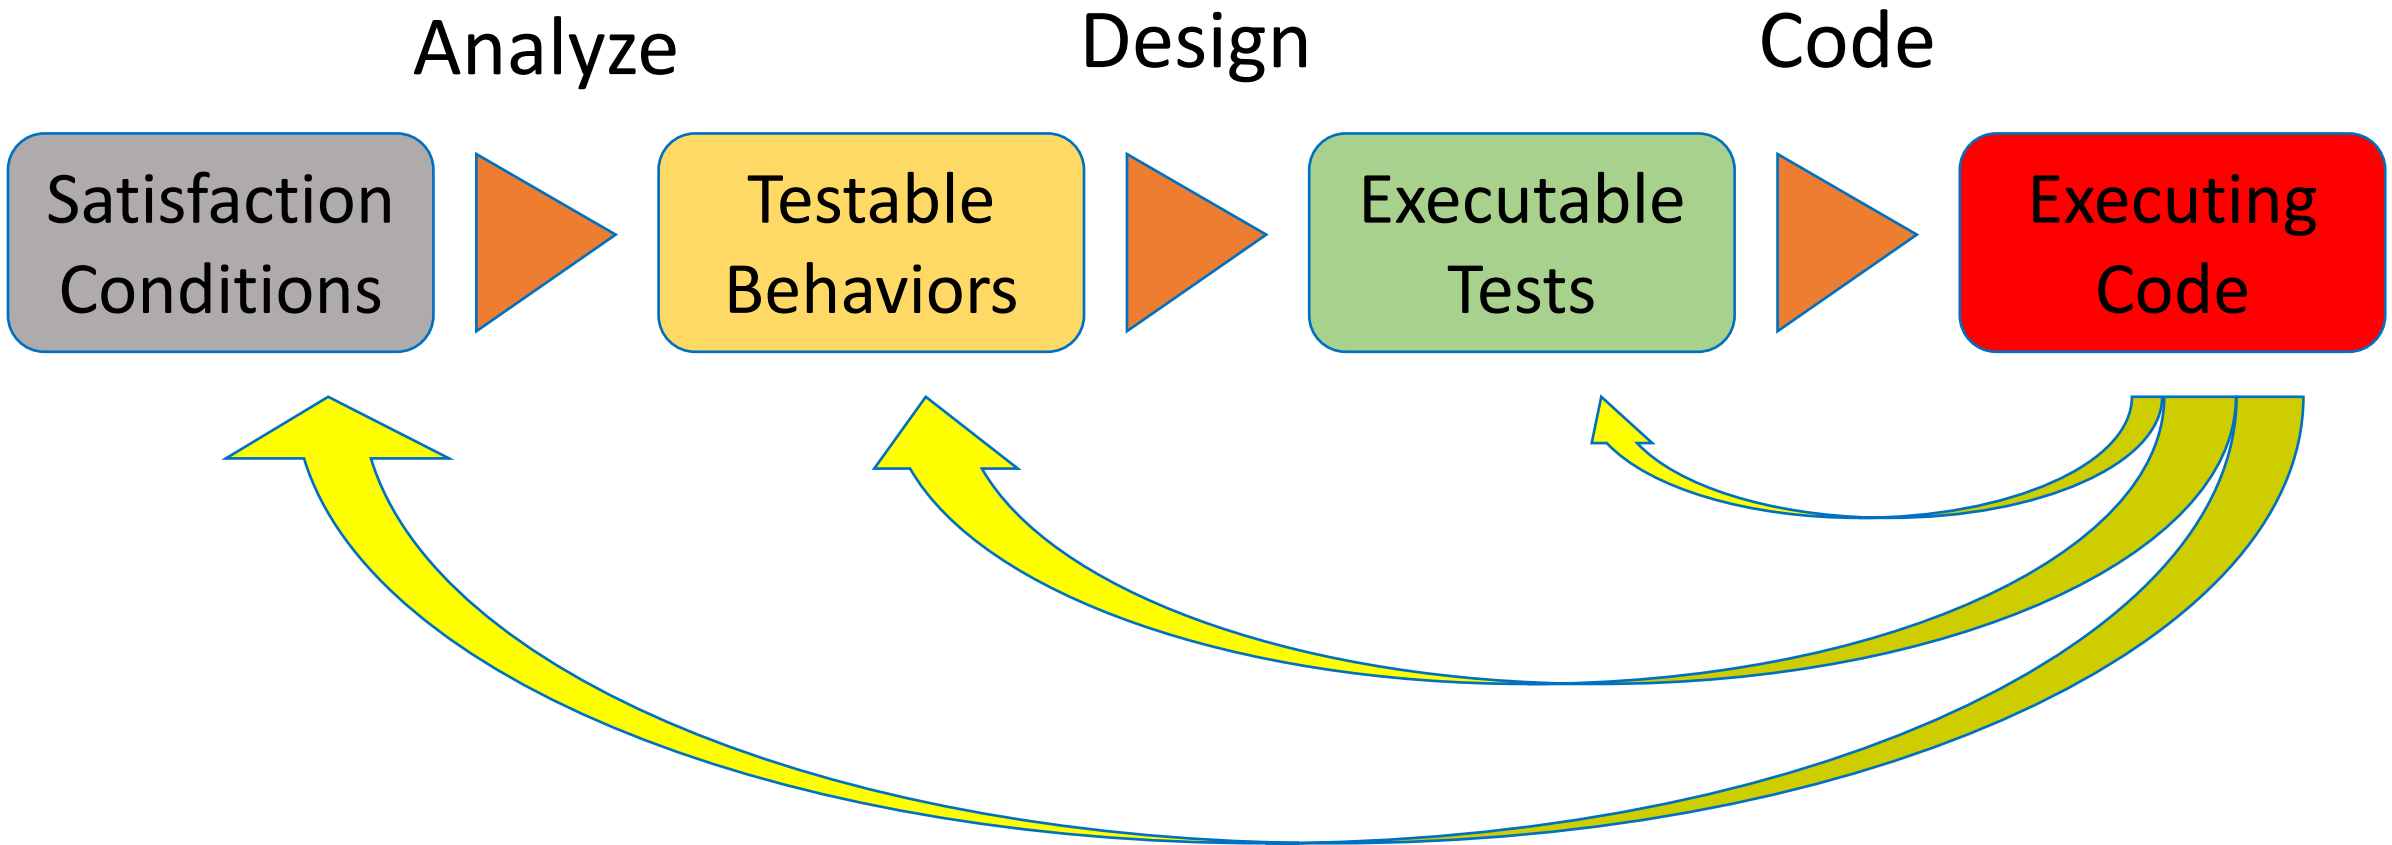 Analyze
Design
Code
Satisfaction
Conditions
Testable
Behaviors
Executable
Tests
Executing
Code